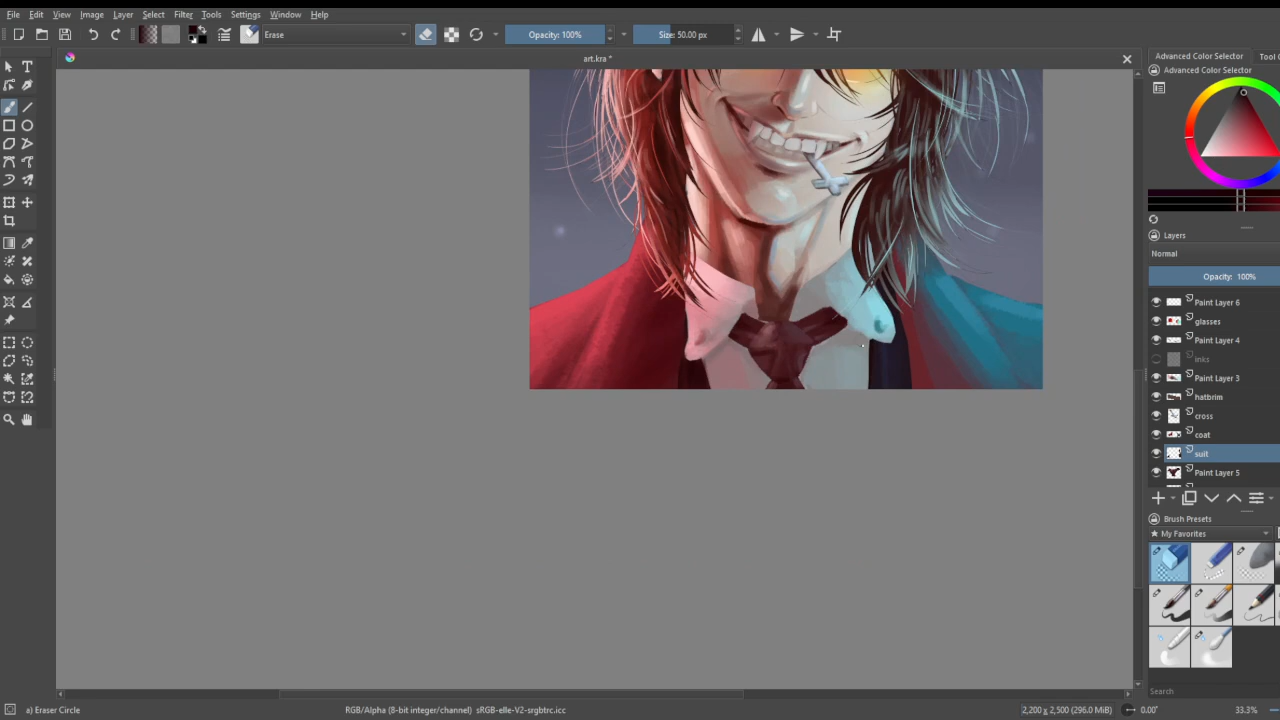 File Edit View Image Layer Select Filter Tools Settings Window Help
Erase Opacity: 100% Size: 50.00 px
art.kra *
Advanced Color Selector Tool
Advanced Color Selector
Layers
Normal
Opacity: 100%
Paint Layer 6
glasses
Paint Layer 4
inks
Paint Layer 3
hatbrim
cross
coat
suit
Paint Layer 5
Brush Presets
★ My Favorites
Search
a) Eraser Circle RGB/Alpha (8-bit integer/channel) sRGB-elle-V2-srgbtrc.icc 2,200 x 2,500 (296.0 MiB) 0.00° 33.3%